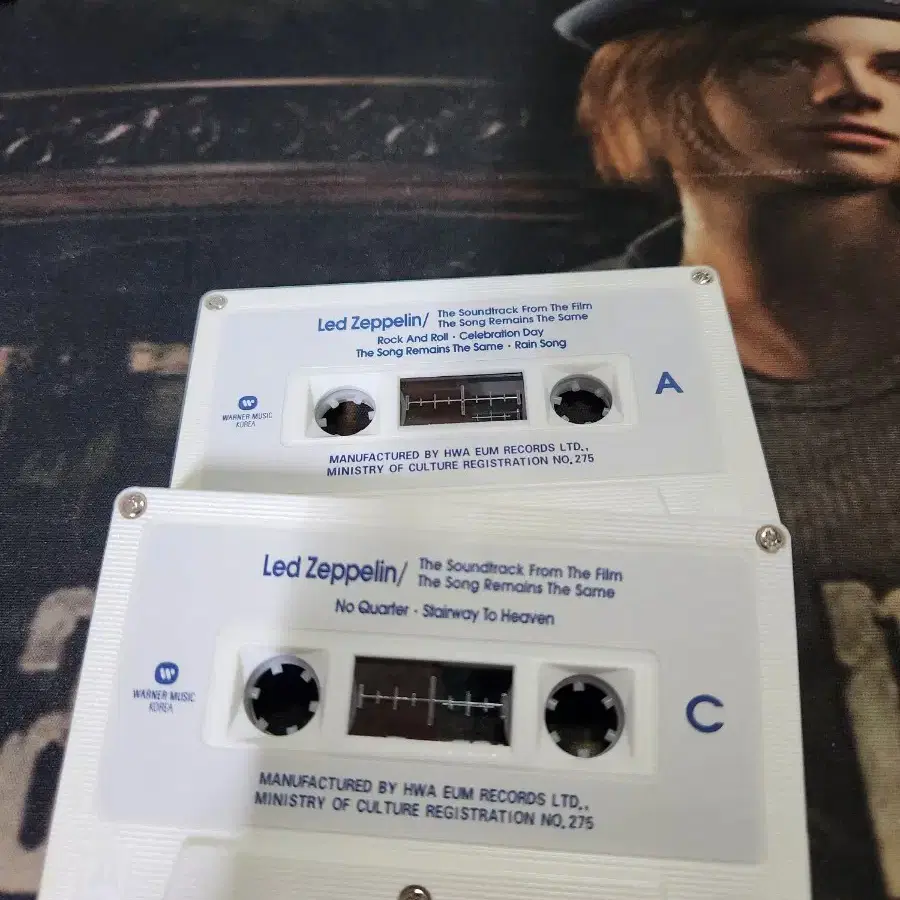 Led Zeppelin/ The Soundtrack From The Film
The Song Remains The Same
Rock And Roll · Celebration Day
The Song Remains The Same · Rain Song
A
WARNER MUSIC
KOREA
MANUFACTURED BY HWA EUM RECORDS LTD.,
MINISTRY OF CULTURE REGISTRATION NO.275
Led Zeppelin/ The Soundtrack From The Film
The Song Remains The Same
No Quarter · Stairway To Heaven
WARNER MUSIC
KOREA
C
MANUFACTURED BY HWA EUM RECORDS LTD.,
MINISTRY OF CULTURE REGISTRATION NO.275